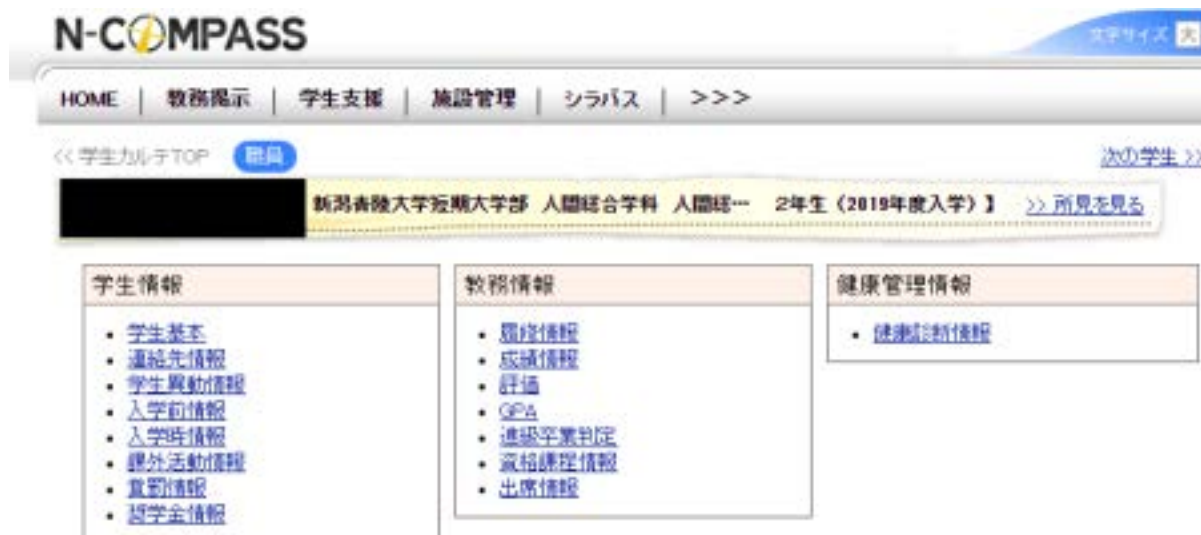 N-COMPASS
文字サイズ 大
HOME | 教務掲示 | 学生支援 | 施設管理 | シラバス | >>>
<< 学生カルテTOP 職員 次の学生 >>
新潟青陵大学短期大学部 人間総合学科 人間総… 2年生（2019年度入学）】 >> 所見を見る
学生情報
・学生基本
・連絡先情報
・学生異動情報
・入学前情報
・入学時情報
・課外活動情報
・賞罰情報
・奨学金情報
教務情報
・履修情報
・成績情報
・評価
・GPA
・進級卒業判定
・資格課程情報
・出席情報
健康管理情報
・健康診断情報